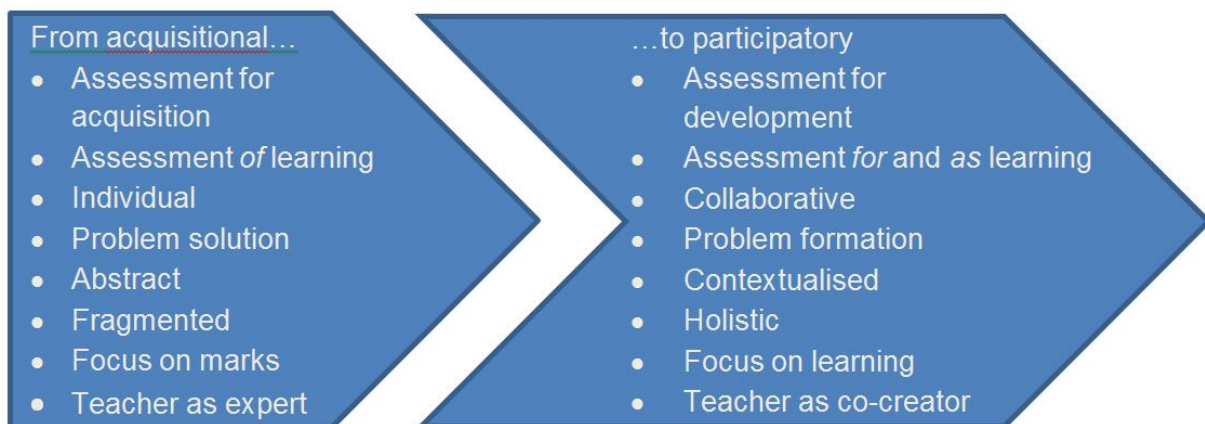 From acquisitional...
• Assessment for
acquisition
• Assessment of learning
• Individual
• Problem solution
• Abstract
• Fragmented
• Focus on marks
• Teacher as expert
...to participatory
• Assessment for
development
• Assessment for and as learning
• Collaborative
• Problem formation
• Contextualised
• Holistic
• Focus on learning
• Teacher as co-creator